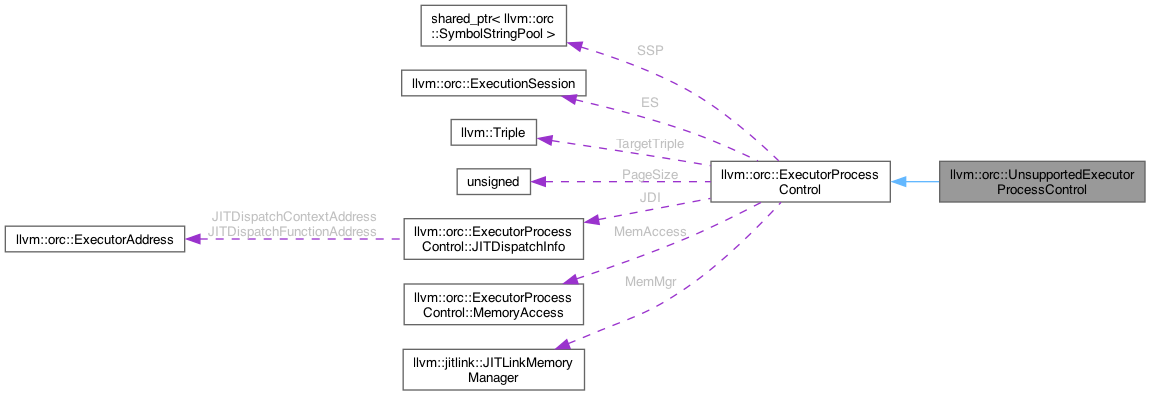 shared_ptr< llvm::orc
::SymbolStringPool >
SSP
llvm::orc::ExecutionSession
ES
llvm::Triple
TargetTriple
unsigned
PageSize
llvm::orc::ExecutorProcess
Control
llvm::orc::UnsupportedExecutor
ProcessControl
JDI
JITDispatchContextAddress
JITDispatchFunctionAddress
llvm::orc::ExecutorAddress
llvm::orc::ExecutorProcess
Control::JITDispatchInfo
MemAccess
llvm::orc::ExecutorProcess
Control::MemoryAccess
MemMgr
llvm::jitlink::JITLinkMemory
Manager